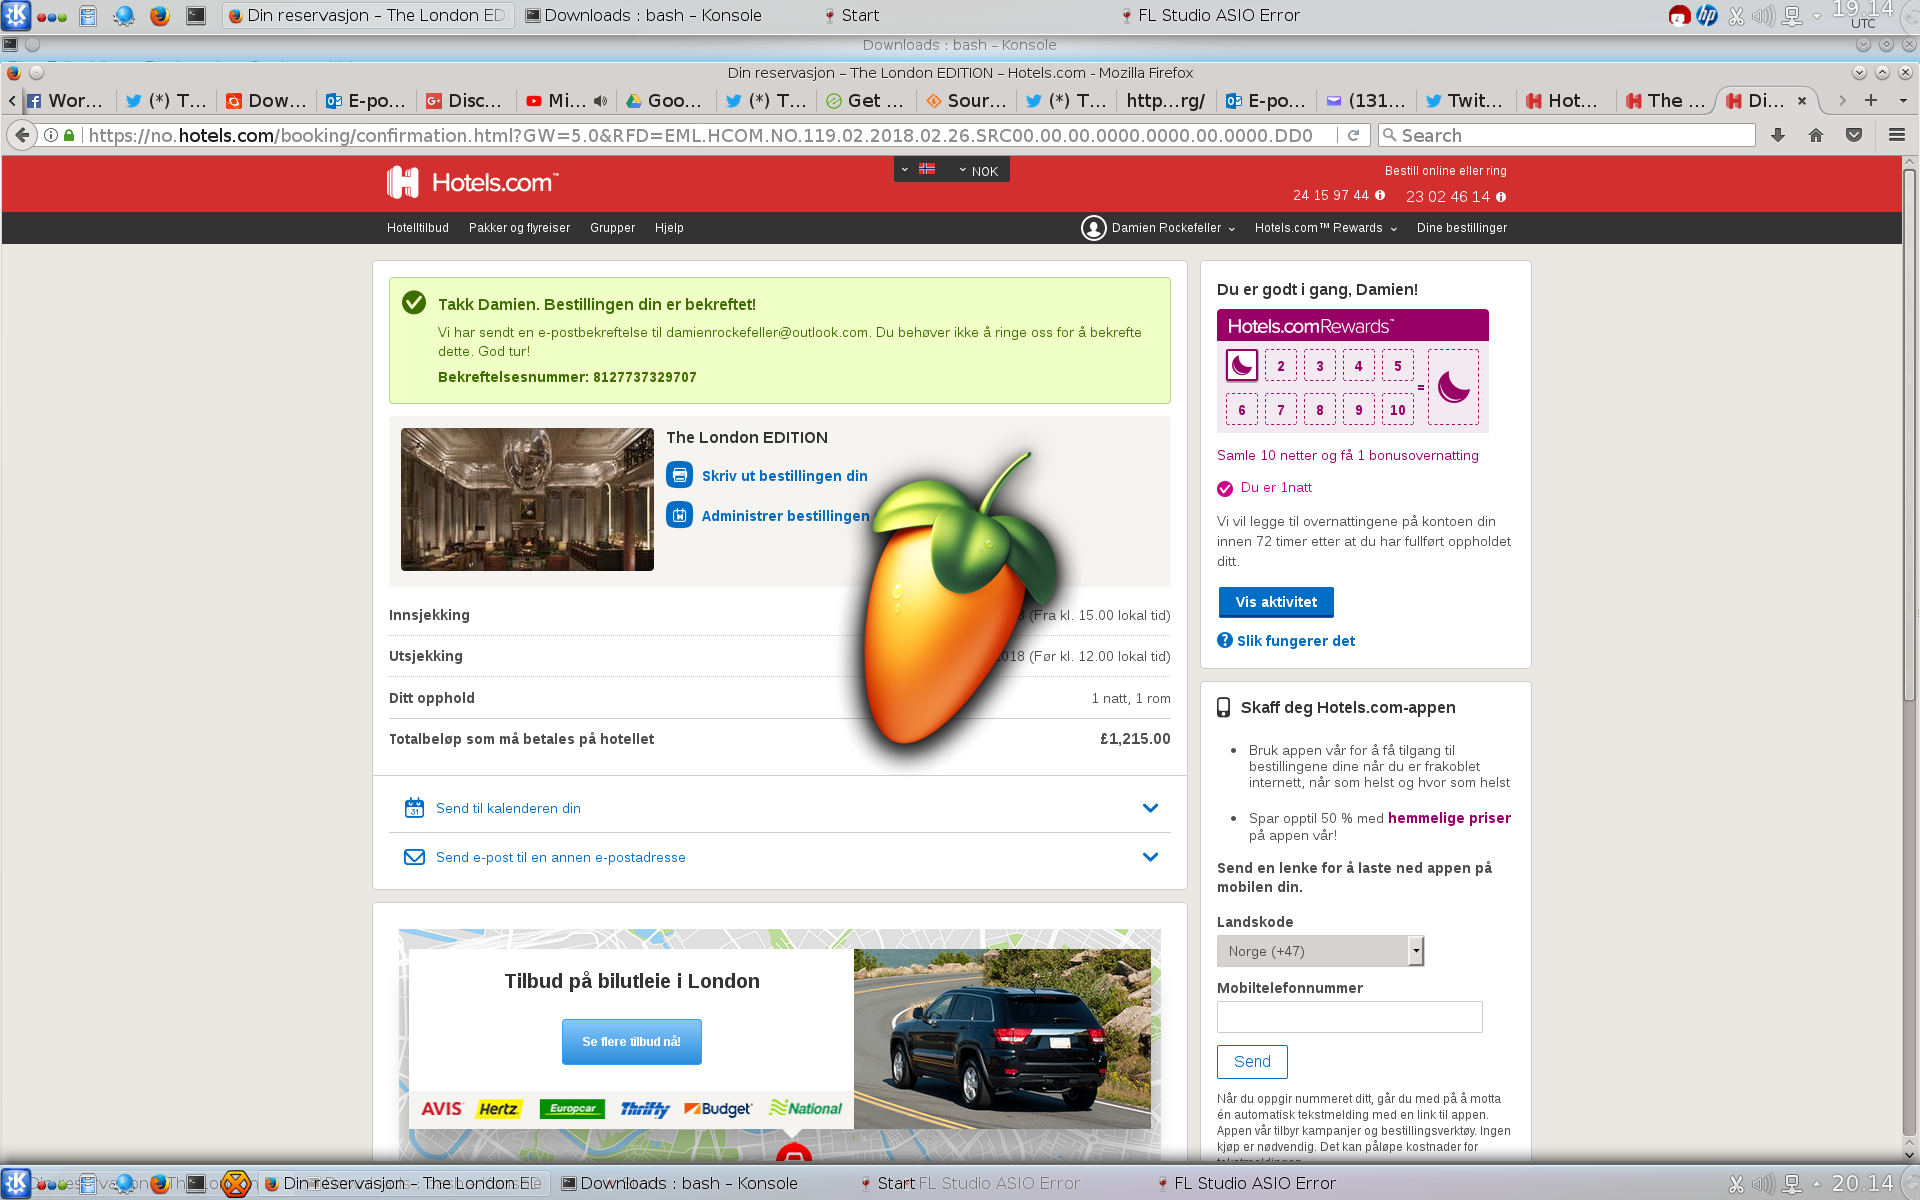 Din reservasjon – The London ED
Downloads : bash – Konsole
Start
FL Studio ASIO Error
19.14
UTC
Downloads : bash – Konsole
Din reservasjon – The London EDITION – Hotels.com - Mozilla Firefox
Wor...
(*) T...
Dow...
E-po...
Disc...
Mi...
Goo...
(*) T...
Get ...
Sour...
(*) T...
http...rg/
E-po...
(131...
Twit...
Hot...
The ...
Di...
https://no.hotels.com/booking/confirmation.html?GW=5.0&RFD=EML.HCOM.NO.119.02.2018.02.26.SRC00.00.00.0000.0000.00.0000.DD0
Search
Hotels.com™
NOK
Bestill online eller ring
24 15 97 44
23 02 46 14
Hotelltilbud
Pakker og flyreiser
Grupper
Hjelp
Damien Rockefeller
Hotels.com™ Rewards
Dine bestillinger
Takk Damien. Bestillingen din er bekreftet!
Vi har sendt en e-postbekreftelse til damienrockefeller@outlook.com. Du behøver ikke å ringe oss for å bekrefte
dette. God tur!
Bekreftelsesnummer: 8127737329707
The London EDITION
Skriv ut bestillingen din
Administrer bestillingen
Innsjekking
(Fra kl. 15.00 lokal tid)
Utsjekking
2018 (Før kl. 12.00 lokal tid)
Ditt opphold
1 natt, 1 rom
Totalbeløp som må betales på hotellet
£1,215.00
Send til kalenderen din
Send e-post til en annen e-postadresse
Tilbud på bilutleie i London
Se flere tilbud nå!
AVIS
Hertz
Europcar
Thrifty
Budget
National
Du er godt i gang, Damien!
Hotels.com Rewards™
2 3 4 5
=
6 7 8 9 10
Samle 10 netter og få 1 bonusovernatting
Du er 1natt
Vi vil legge til overnattingene på kontoen din
innen 72 timer etter at du har fullført oppholdet
ditt.
Vis aktivitet
Slik fungerer det
Skaff deg Hotels.com-appen
Bruk appen vår for å få tilgang til
bestillingene dine når du er frakoblet
internett, når som helst og hvor som helst
Spar opptil 50 % med hemmelige priser
på appen vår!
Send en lenke for å laste ned appen på
mobilen din.
Landskode
Norge (+47)
Mobiltelefonnummer
Send
Når du oppgir nummeret ditt, går du med på å motta
én automatisk tekstmelding med en link til appen.
Appen vår tilbyr kampanjer og bestillingsverktøy. Ingen
kjøp er nødvendig. Det kan påløpe kostnader for
Din reservasjon – The London ED
Downloads : bash – Konsole
Start
FL Studio ASIO Error
FL Studio ASIO Error
20.14